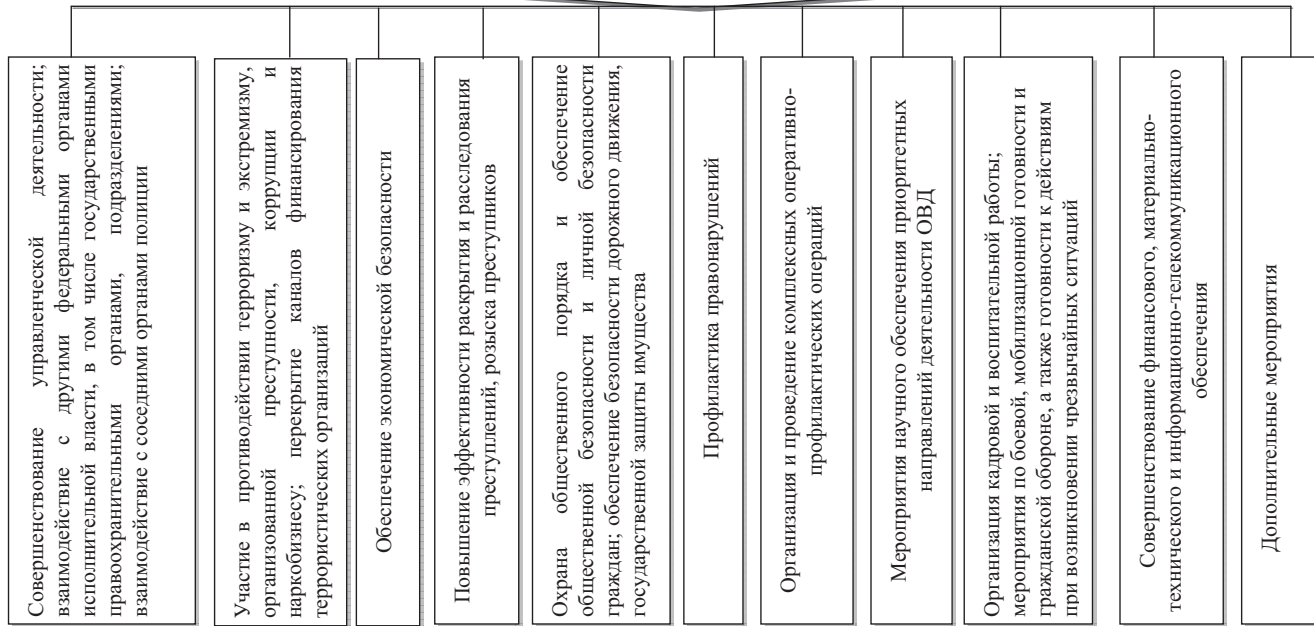 Совершенствование управленческой деятельности;
взаимодействие с другими федеральными органами
исполнительной власти, в том числе государственными
правоохранительными органами, подразделениями;
взаимодействие с соседними органами полиции
Участие в противодействии терроризму и экстремизму,
организованной преступности, коррупции и
наркобизнесу; перекрытие каналов финансирования
террористических организаций
Обеспечение экономической безопасности
Повышение эффективности раскрытия и расследования
преступлений, розыска преступников
Охрана общественного порядка и обеспечение
общественной безопасности и личной безопасности
граждан; обеспечение безопасности дорожного движения,
государственной защиты имущества
Профилактика правонарушений
Организация и проведение комплексных оперативно-
профилактических операций
Мероприятия научного обеспечения приоритетных
направлений деятельности ОВД
Организация кадровой и воспитательной работы;
мероприятия по боевой, мобилизационной готовности и
гражданской обороне, а также готовности к действиям
при возникновении чрезвычайных ситуаций
Совершенствование финансового, материально-
технического и информационно-телекоммуникационного
обеспечения
Дополнительные мероприятия